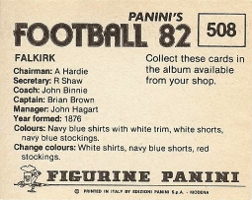 PANINI'S
FOOTBALL 82
508
FALKIRK
Chairman: A Hardie
Secretary: R Shaw
Coach: John Binnie
Captain: Brian Brown
Manager: John Hagart
Year formed: 1876
Colours: Navy blue shirts with white trim, white shorts,
navy blue stockings.
Change colours: White shirts, navy blue shorts, red
stockings.
Collect these cards in
the album available
from your shop.
FIGURINE PANINI
© PRINTED IN ITALY BY EDIZIONI PANINI S.p.A. - MODENA